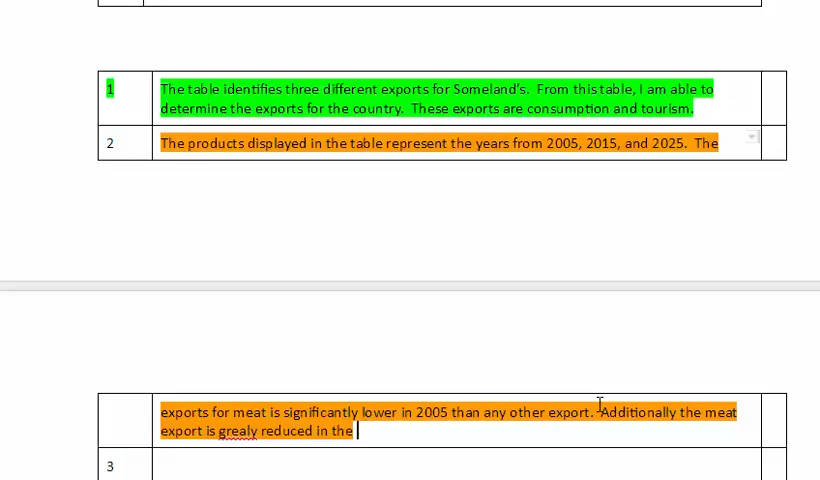 1
The table identifies three different exports for Someland's. From this table, I am able to
determine the exports for the country. These exports are consumption and tourism.
2
The products displayed in the table represent the years from 2005, 2015, and 2025. The
exports for meat is significantly lower in 2005 than any other export. Additionally the meat
export is grealy reduced in the
3